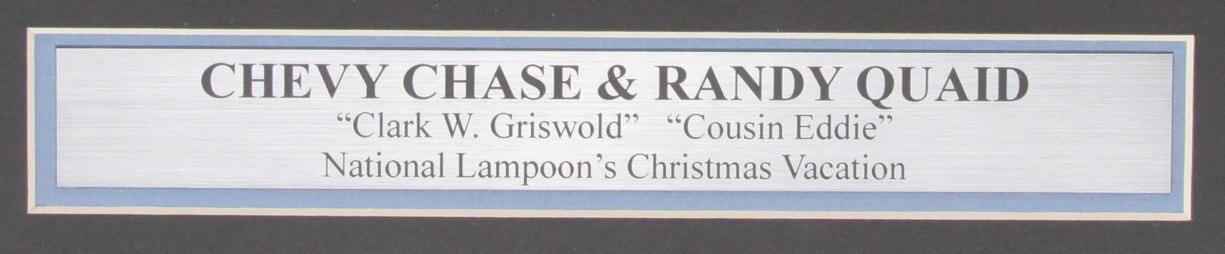 CHEVY CHASE & RANDY QUAID
“Clark W. Griswold” “Cousin Eddie”
National Lampoon’s Christmas Vacation